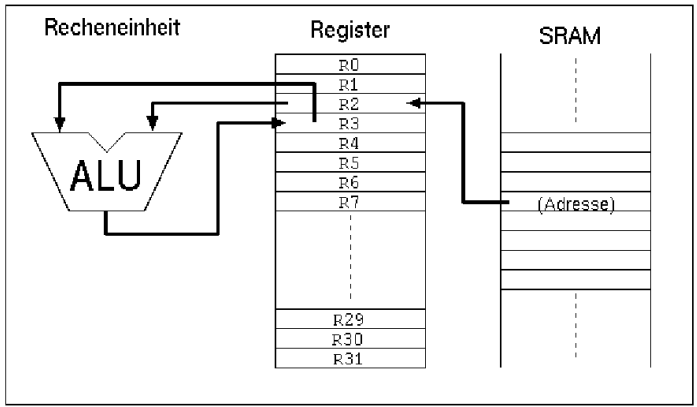 Recheneinheit
Register
SRAM
R0
R1
R2
R3
R4
R5
R6
R7
R29
R30
R31
ALU
(Adresse)